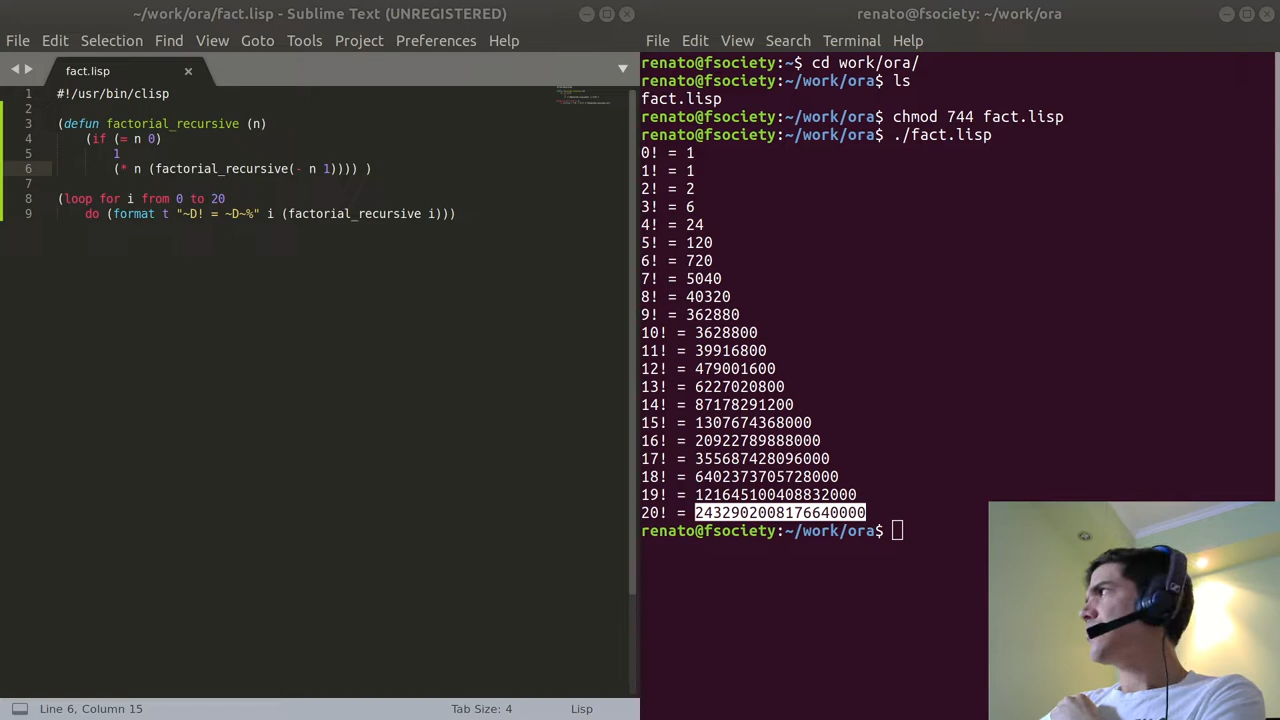 ~/work/ora/fact.lisp - Sublime Text (UNREGISTERED)
File Edit Selection Find View Goto Tools Project Preferences Help
fact.lisp
1 #!/usr/bin/clisp
2
3 (defun factorial_recursive (n)
4 (if (= n 0)
5 1
6 (* n (factorial_recursive(- n 1)))) )
7
8 (loop for i from 0 to 20
9 do (format t "~D! = ~D~%" i (factorial_recursive i)))
Line 6, Column 15 Tab Size: 4 Lisp
renato@fsociety: ~/work/ora
File Edit View Search Terminal Help
renato@fsociety:~$ cd work/ora/
renato@fsociety:~/work/ora$ ls
fact.lisp
renato@fsociety:~/work/ora$ chmod 744 fact.lisp
renato@fsociety:~/work/ora$ ./fact.lisp
0! = 1
1! = 1
2! = 2
3! = 6
4! = 24
5! = 120
6! = 720
7! = 5040
8! = 40320
9! = 362880
10! = 3628800
11! = 39916800
12! = 479001600
13! = 6227020800
14! = 87178291200
15! = 1307674368000
16! = 20922789888000
17! = 355687428096000
18! = 6402373705728000
19! = 121645100408832000
20! = 2432902008176640000
renato@fsociety:~/work/ora$